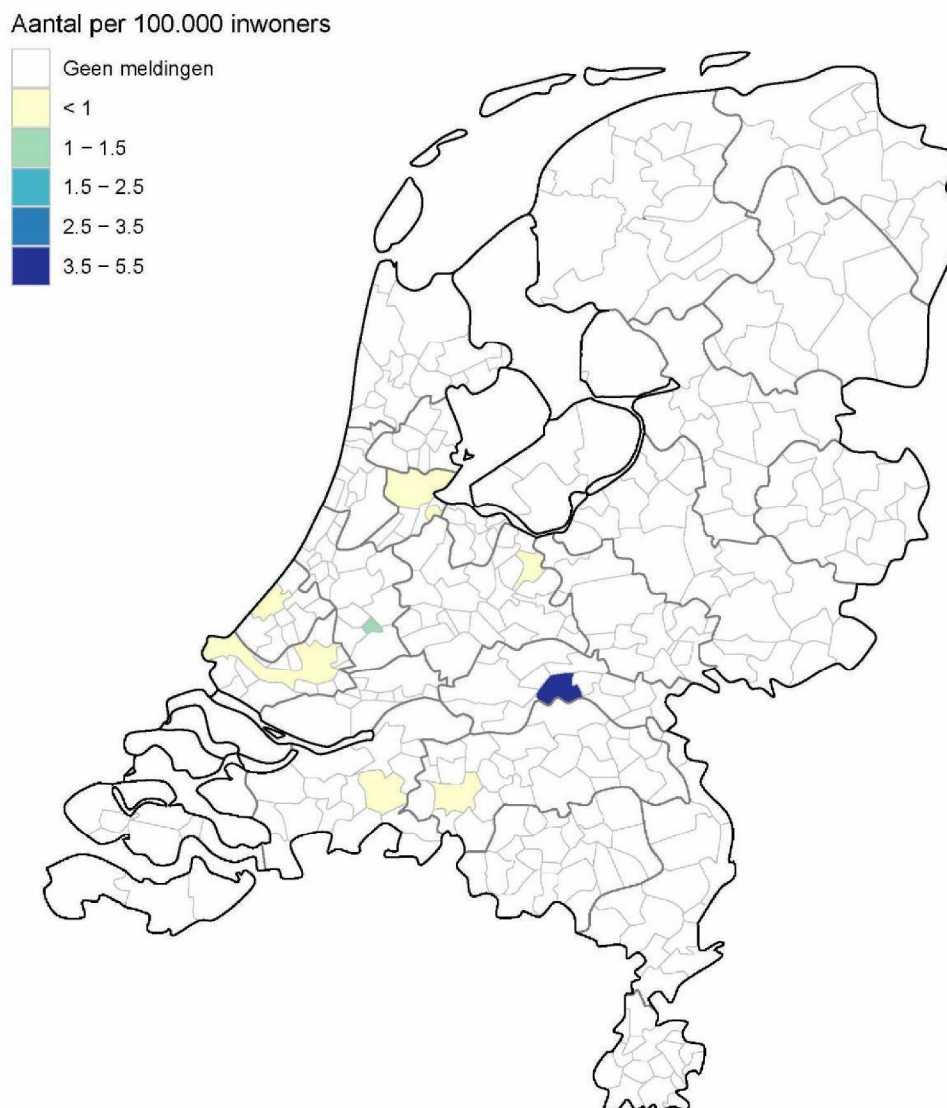 Aantal per 100.000 inwoners
Geen meldingen
< 1
1 – 1.5
1.5 – 2.5
2.5 – 3.5
3.5 – 5.5